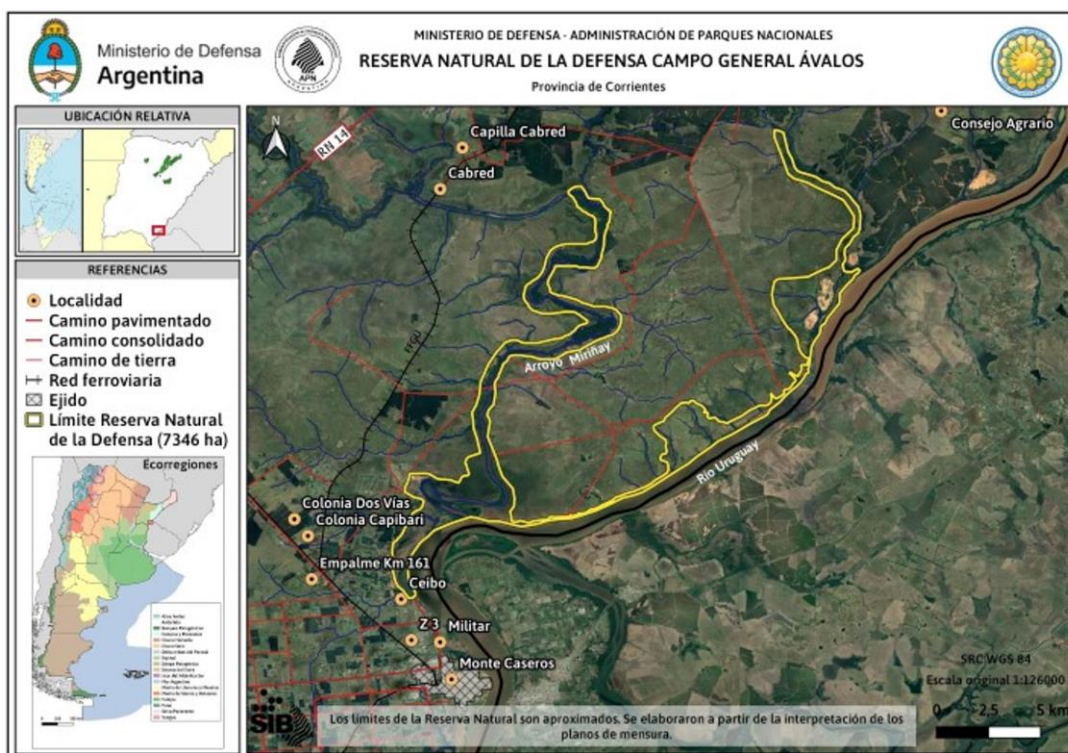 Ministerio de Defensa
Argentina
APN
ARGENTINA
MINISTERIO DE DEFENSA - ADMINISTRACIÓN DE PARQUES NACIONALES
RESERVA NATURAL DE LA DEFENSA CAMPO GENERAL ÁVALOS
Provincia de Corrientes
UBICACIÓN RELATIVA
REFERENCIAS
Localidad
Camino pavimentado
Camino consolidado
Camino de tierra
Red ferroviaria
Ejido
Límite Reserva Natural
de la Defensa (7346 ha)
Ecorregiones
N
RN 14
Capilla Cabred
Cabred
Consejo Agrario
FFGU
Arroyo Miriñay
Río Uruguay
Colonia Dos Vías
Colonia Capibari
Empalme Km 161
Ceibo
Z 3
Militar
Monte Caseros
SRC:WGS 84
Escala original 1:126000
0 2,5 5 km
SIB
Los límites de la Reserva Natural son aproximados. Se elaboraron a partir de la interpretación de los
planos de mensura.